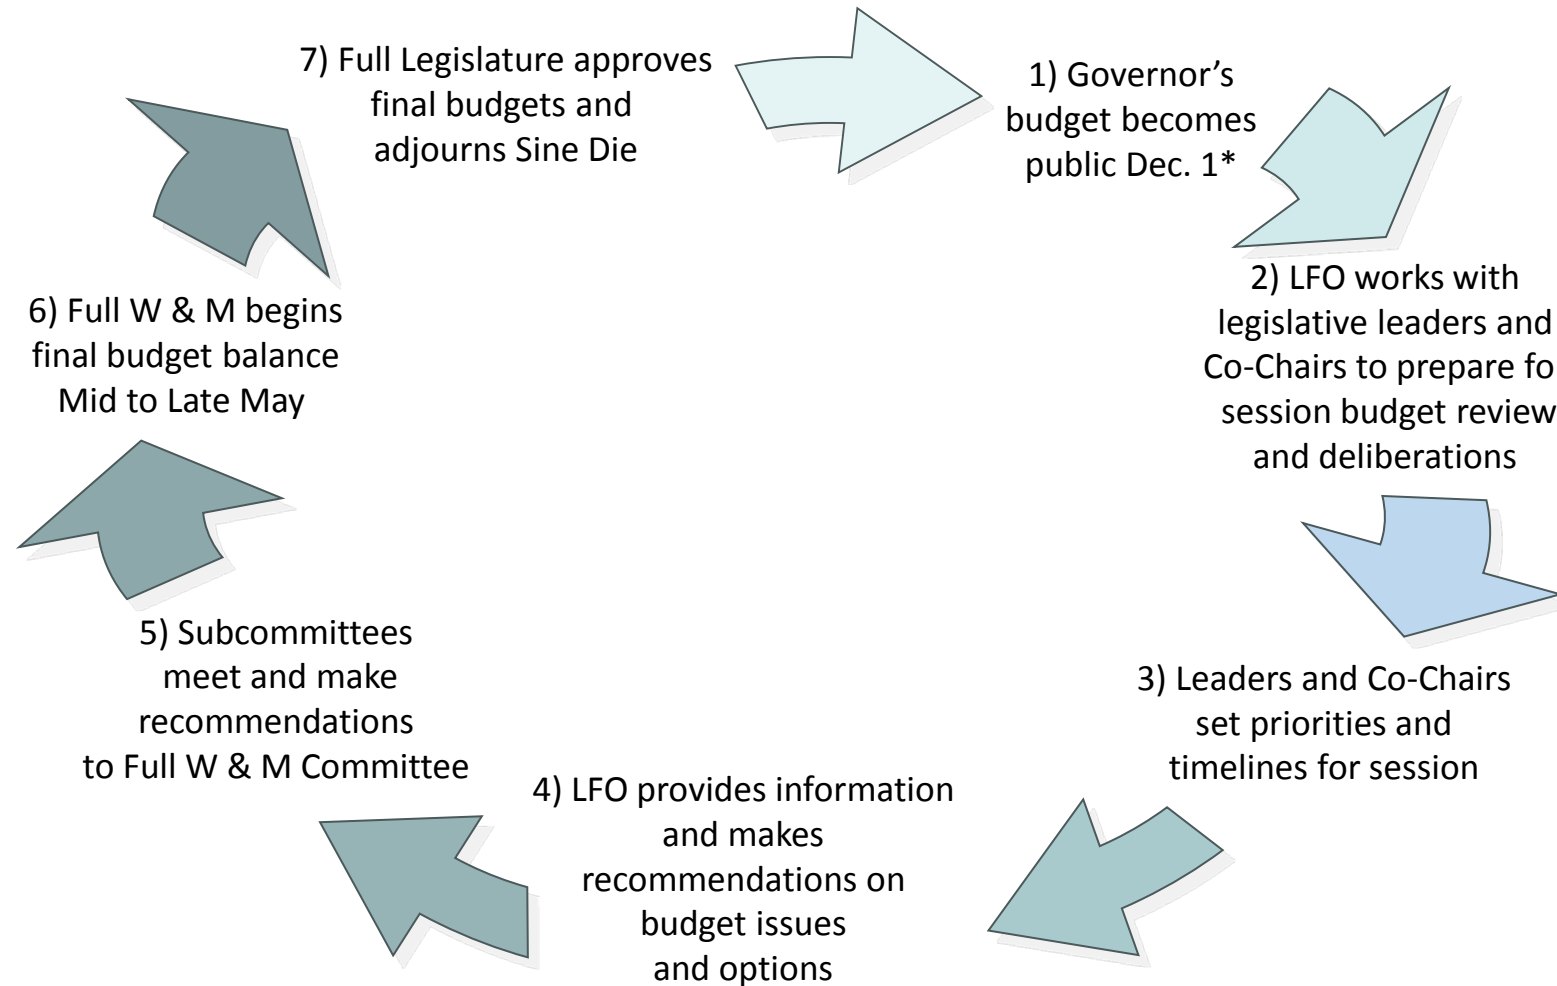 1) Governor’s
budget becomes
public Dec. 1*
2) LFO works with
legislative leaders and
Co-Chairs to prepare fo
session budget review
and deliberations
3) Leaders and Co-Chairs
set priorities and
timelines for session
4) LFO provides information
and makes
recommendations on
budget issues
and options
5) Subcommittees
meet and make
recommendations
to Full W & M Committee
6) Full W & M begins
final budget balance
Mid to Late May
7) Full Legislature approves
final budgets and
adjourns Sine Die